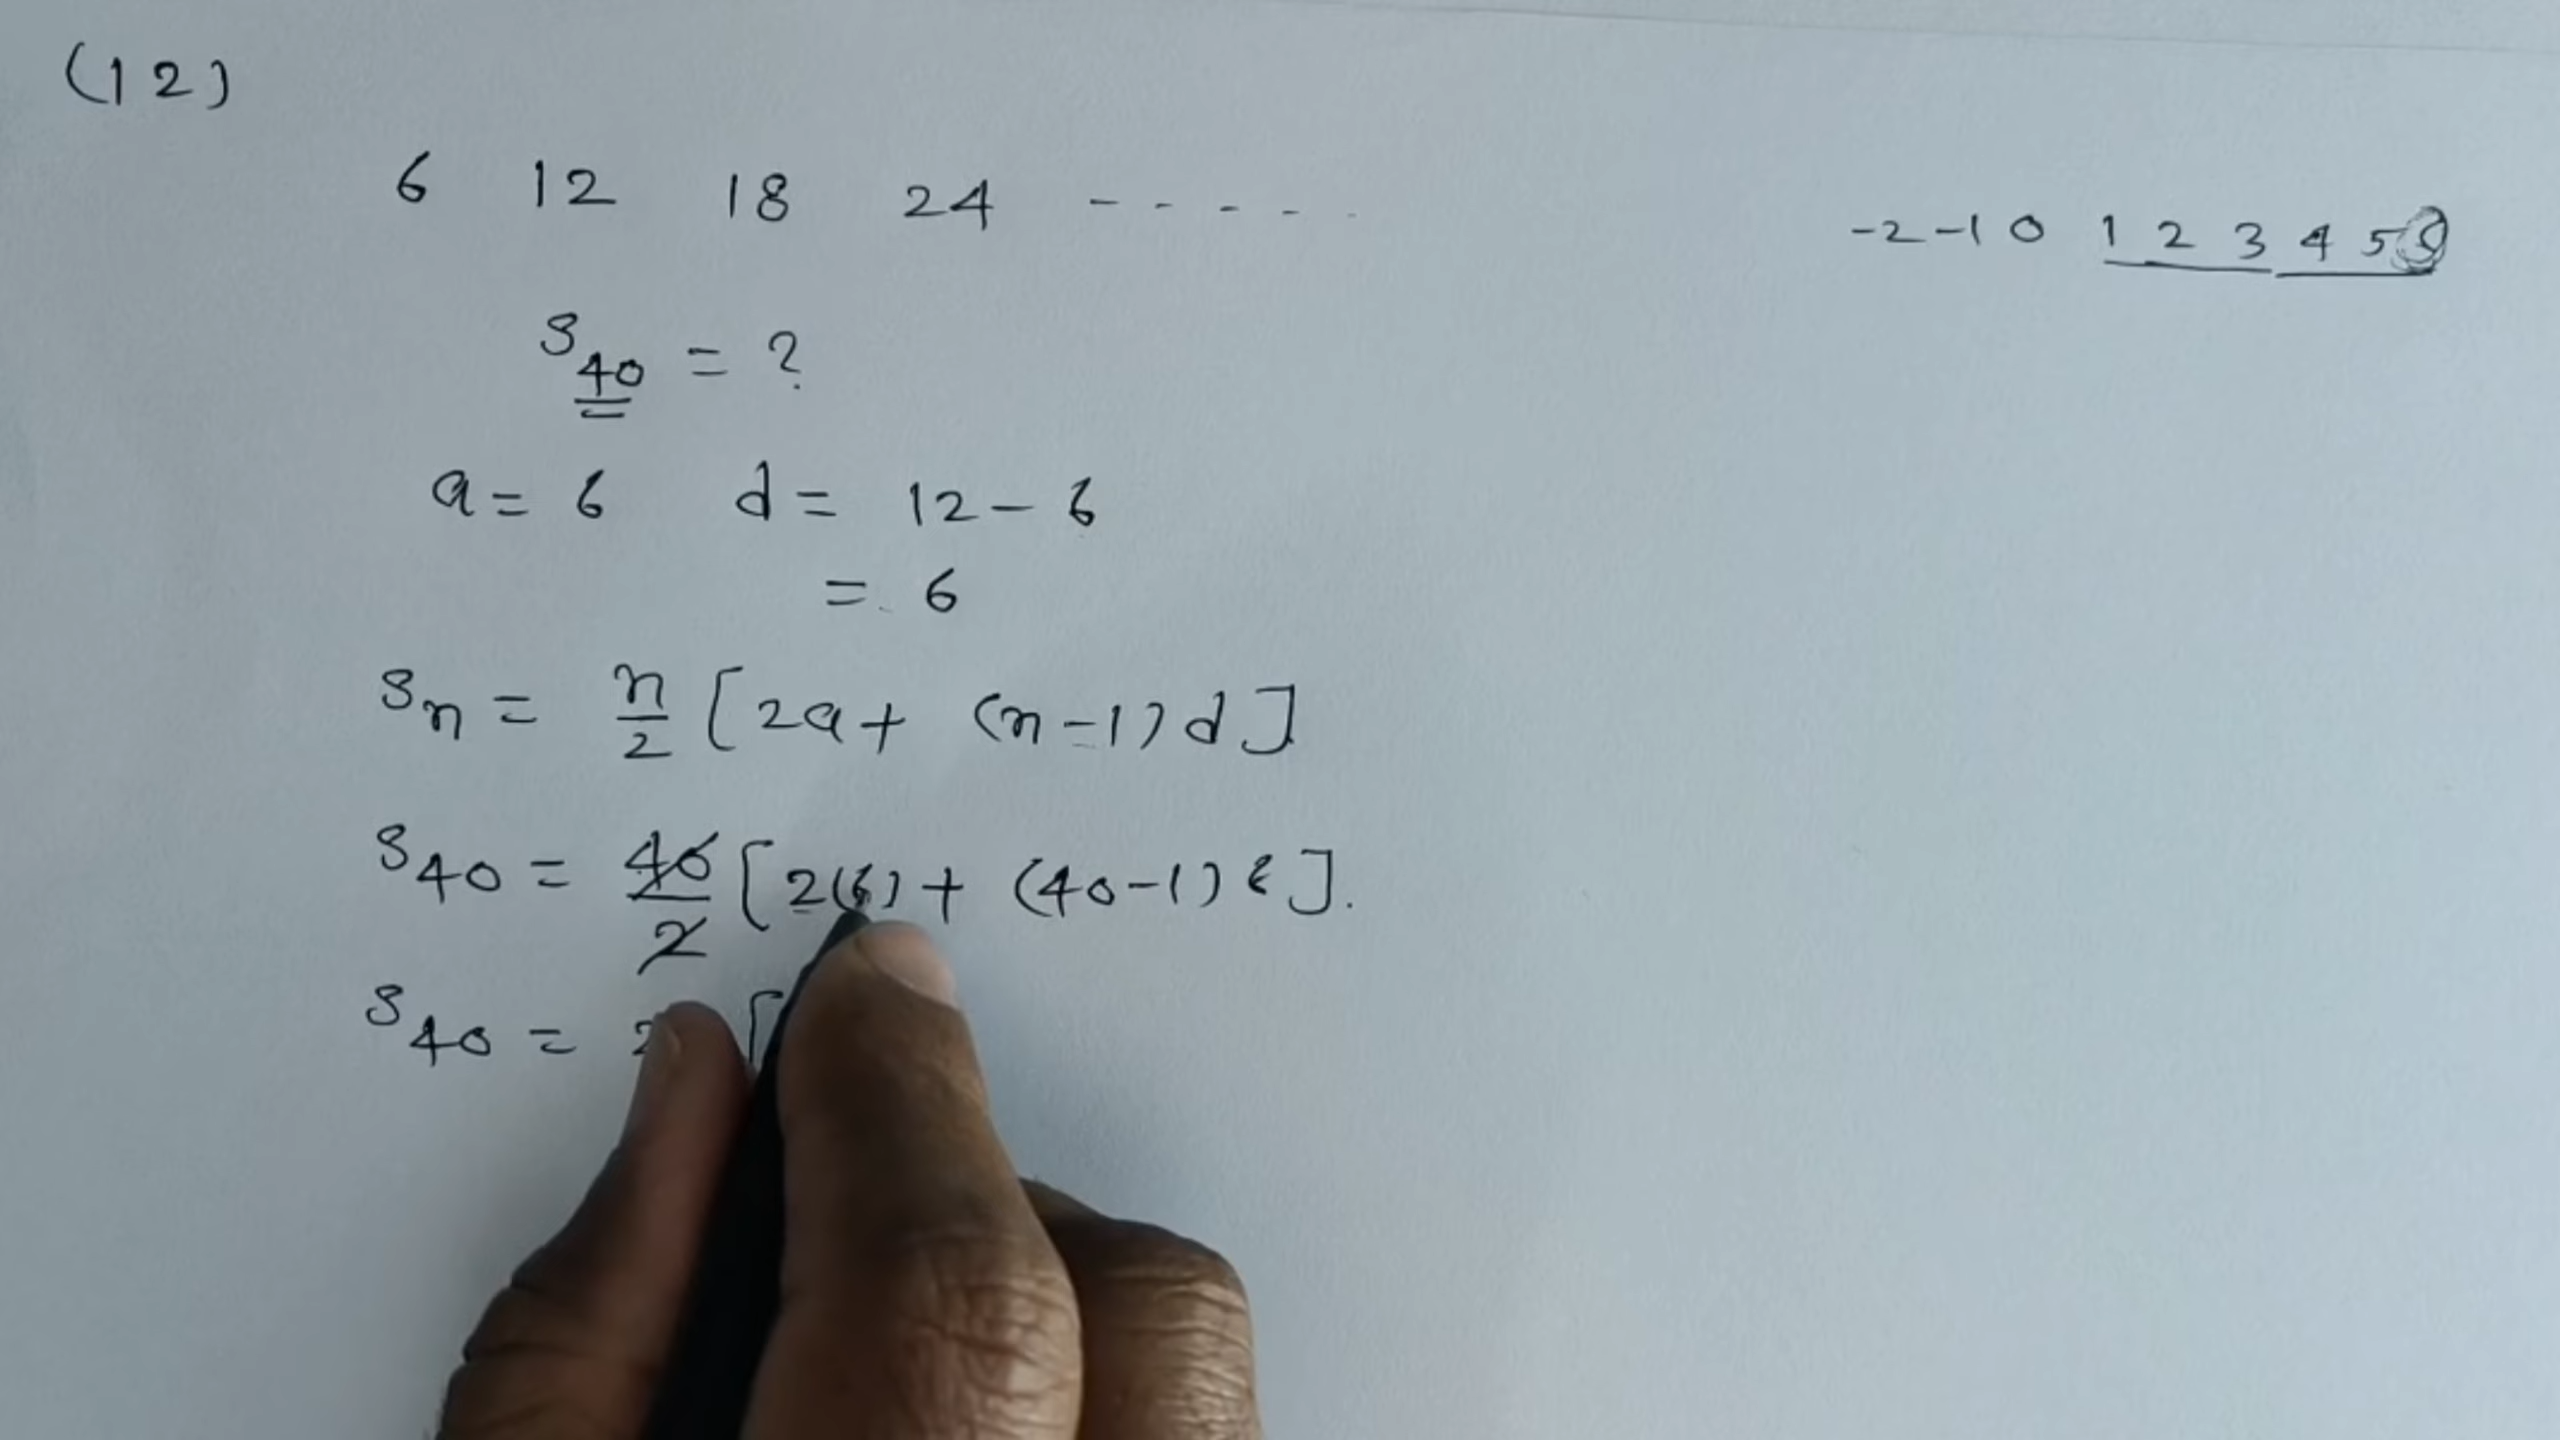 (12)
6 12 18 24 - - - - -
-2 -1 0 1 2 3 4 5
S40 = ?
a = 6 d = 12 - 6
= 6
Sn = n/2 [2a + (n-1)d]
S40 = 40/2 [2(6) + (40-1)6].
S40 = 2 [